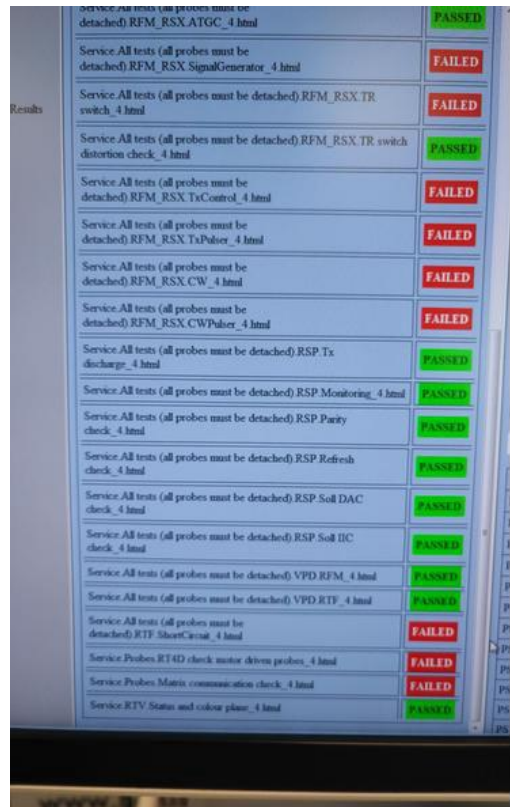 Service.All tests (all probes must be
detached).RFM_RSX.ATGC_4.html
PASSED
Service.All tests (all probes must be
detached).RFM_RSX.SignalGenerator_4.html
FAILED
Results
Service.All tests (all probes must be detached).RFM_RSX.TR
switch_4.html
FAILED
Service.All tests (all probes must be detached).RFM_RSX.TR switch
distortion check_4.html
PASSED
Service.All tests (all probes must be
detached).RFM_RSX.TxControl_4.html
FAILED
Service.All tests (all probes must be
detached).RFM_RSX.TxPulser_4.html
FAILED
Service.All tests (all probes must be
detached).RFM_RSX.CW_4.html
FAILED
Service.All tests (all probes must be
detached).RFM_RSX.CWPulser_4.html
FAILED
Service.All tests (all probes must be detached).RSP.Tx
discharge_4.html
PASSED
Service.All tests (all probes must be detached).RSP.Monitoring_4.html
PASSED
Service.All tests (all probes must be detached).RSP.Parity
check_4.html
PASSED
Service.All tests (all probes must be detached).RSP.Refresh
check_4.html
PASSED
Service.All tests (all probes must be detached).RSP.Soll DAC
check_4.html
PASSED
Service.All tests (all probes must be detached).RSP.Soll IIC
check_4.html
PASSED
Service.All tests (all probes must be detached).VPD.RFM_4.html
PASSED
Service.All tests (all probes must be detached).VPD.RTF_4.html
PASSED
Service.All tests (all probes must be
detached).RTF.ShortCircuit_4.html
FAILED
Service.Probes.RT4D check motor driven probes_4.html
FAILED
Service.Probes.Matrix communication check_4.html
FAILED
Service.RTV.Status and colour plane_4.html
PASSED